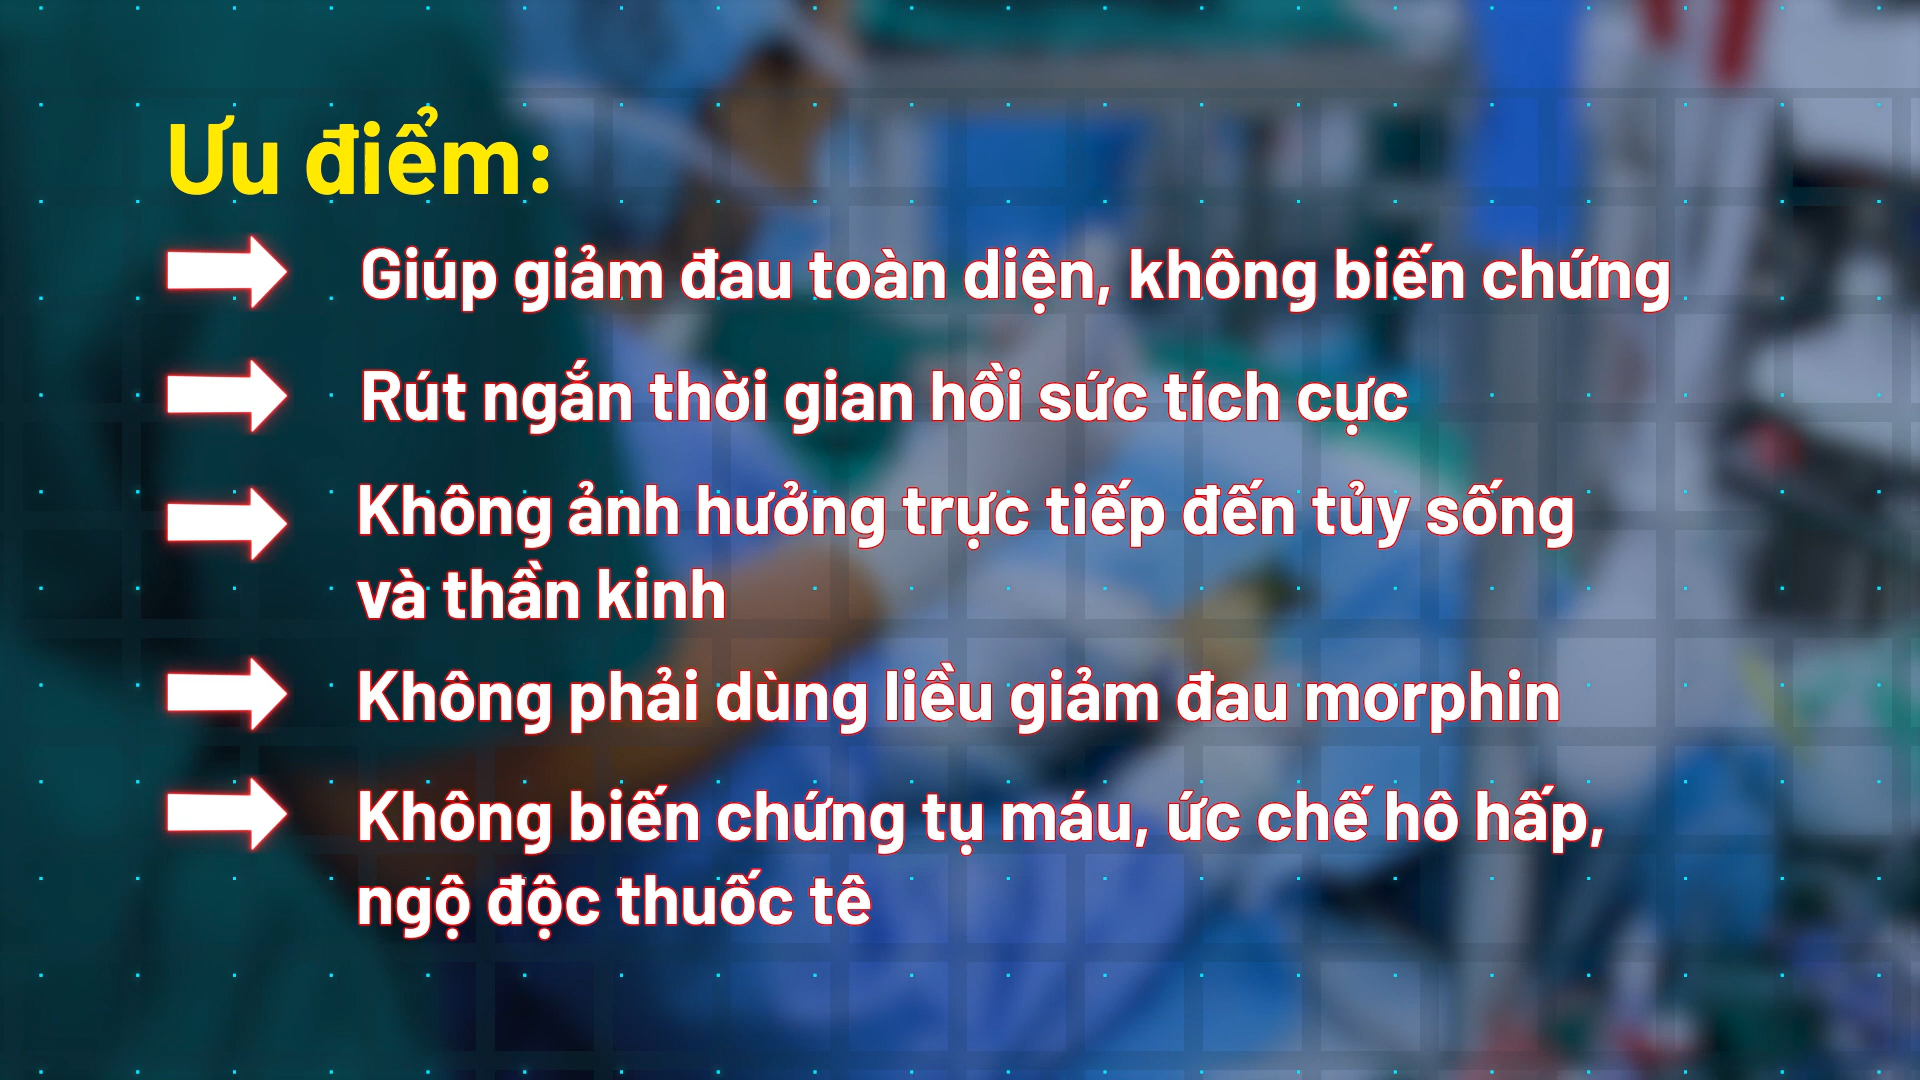 Ưu điểm:
Giúp giảm đau toàn diện, không biến chứng
Rút ngắn thời gian hồi sức tích cực
Không ảnh hưởng trực tiếp đến tủy sống
và thần kinh
Không phải dùng liều giảm đau morphin
Không biến chứng tụ máu, ức chế hô hấp,
ngộ độc thuốc tê